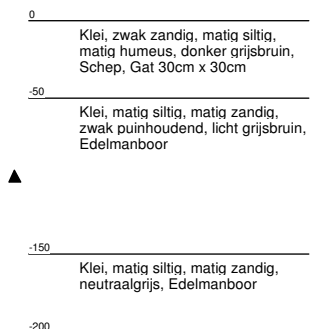 0
Klei, zwak zandig, matig siltig,
matig humeus, donker grijsbruin,
Schep, Gat 30cm x 30cm
-50
Klei, matig siltig, matig zandig,
zwak puinhoudend, licht grijsbruin,
Edelmanboor
-150
Klei, matig siltig, matig zandig,
neutraalgrijs, Edelmanboor
-200